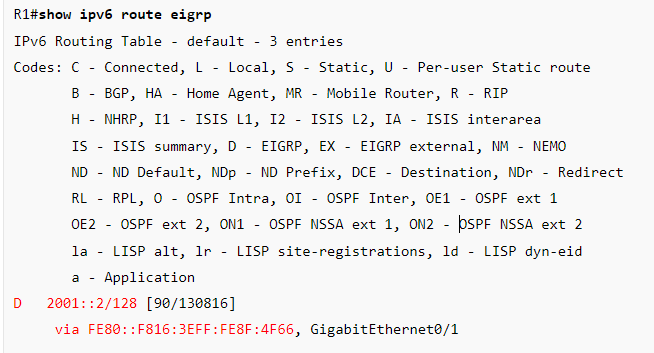 R1#show ipv6 route eigrp
IPv6 Routing Table - default - 3 entries
Codes: C - Connected, L - Local, S - Static, U - Per-user Static route
B - BGP, HA - Home Agent, MR - Mobile Router, R - RIP
H - NHRP, I1 - ISIS L1, I2 - ISIS L2, IA - ISIS interarea
IS - ISIS summary, D - EIGRP, EX - EIGRP external, NM - NEMO
ND - ND Default, NDp - ND Prefix, DCE - Destination, NDr - Redirect
RL - RPL, O - OSPF Intra, OI - OSPF Inter, OE1 - OSPF ext 1
OE2 - OSPF ext 2, ON1 - OSPF NSSA ext 1, ON2 - OSPF NSSA ext 2
la - LISP alt, lr - LISP site-registrations, ld - LISP dyn-eid
a - Application
D 2001::2/128 [90/130816]
via FE80::F816:3EFF:FE8F:4F66, GigabitEthernet0/1